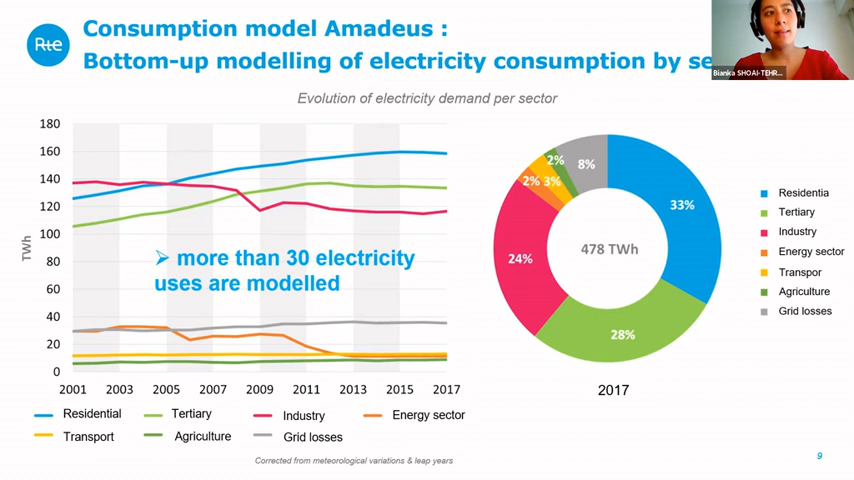 Rte
Consumption model Amadeus :
Bottom-up modelling of electricity consumption by se
Bianka SHOAI-TEHR...
Evolution of electricity demand per sector
180
160
140
120
100
80
60
40
20
0
TWh
➢ more than 30 electricity
uses are modelled
2001 2003 2005 2007 2009 2011 2013 2015 2017
Residential Tertiary Industry Energy sector
Transport Agriculture Grid losses
Corrected from meteorological variations & leap years
33%
28%
24%
2%
3%
2%
8%
478 TWh
2017
Residentia
Tertiary
Industry
Energy sector
Transpor
Agriculture
Grid losses
9